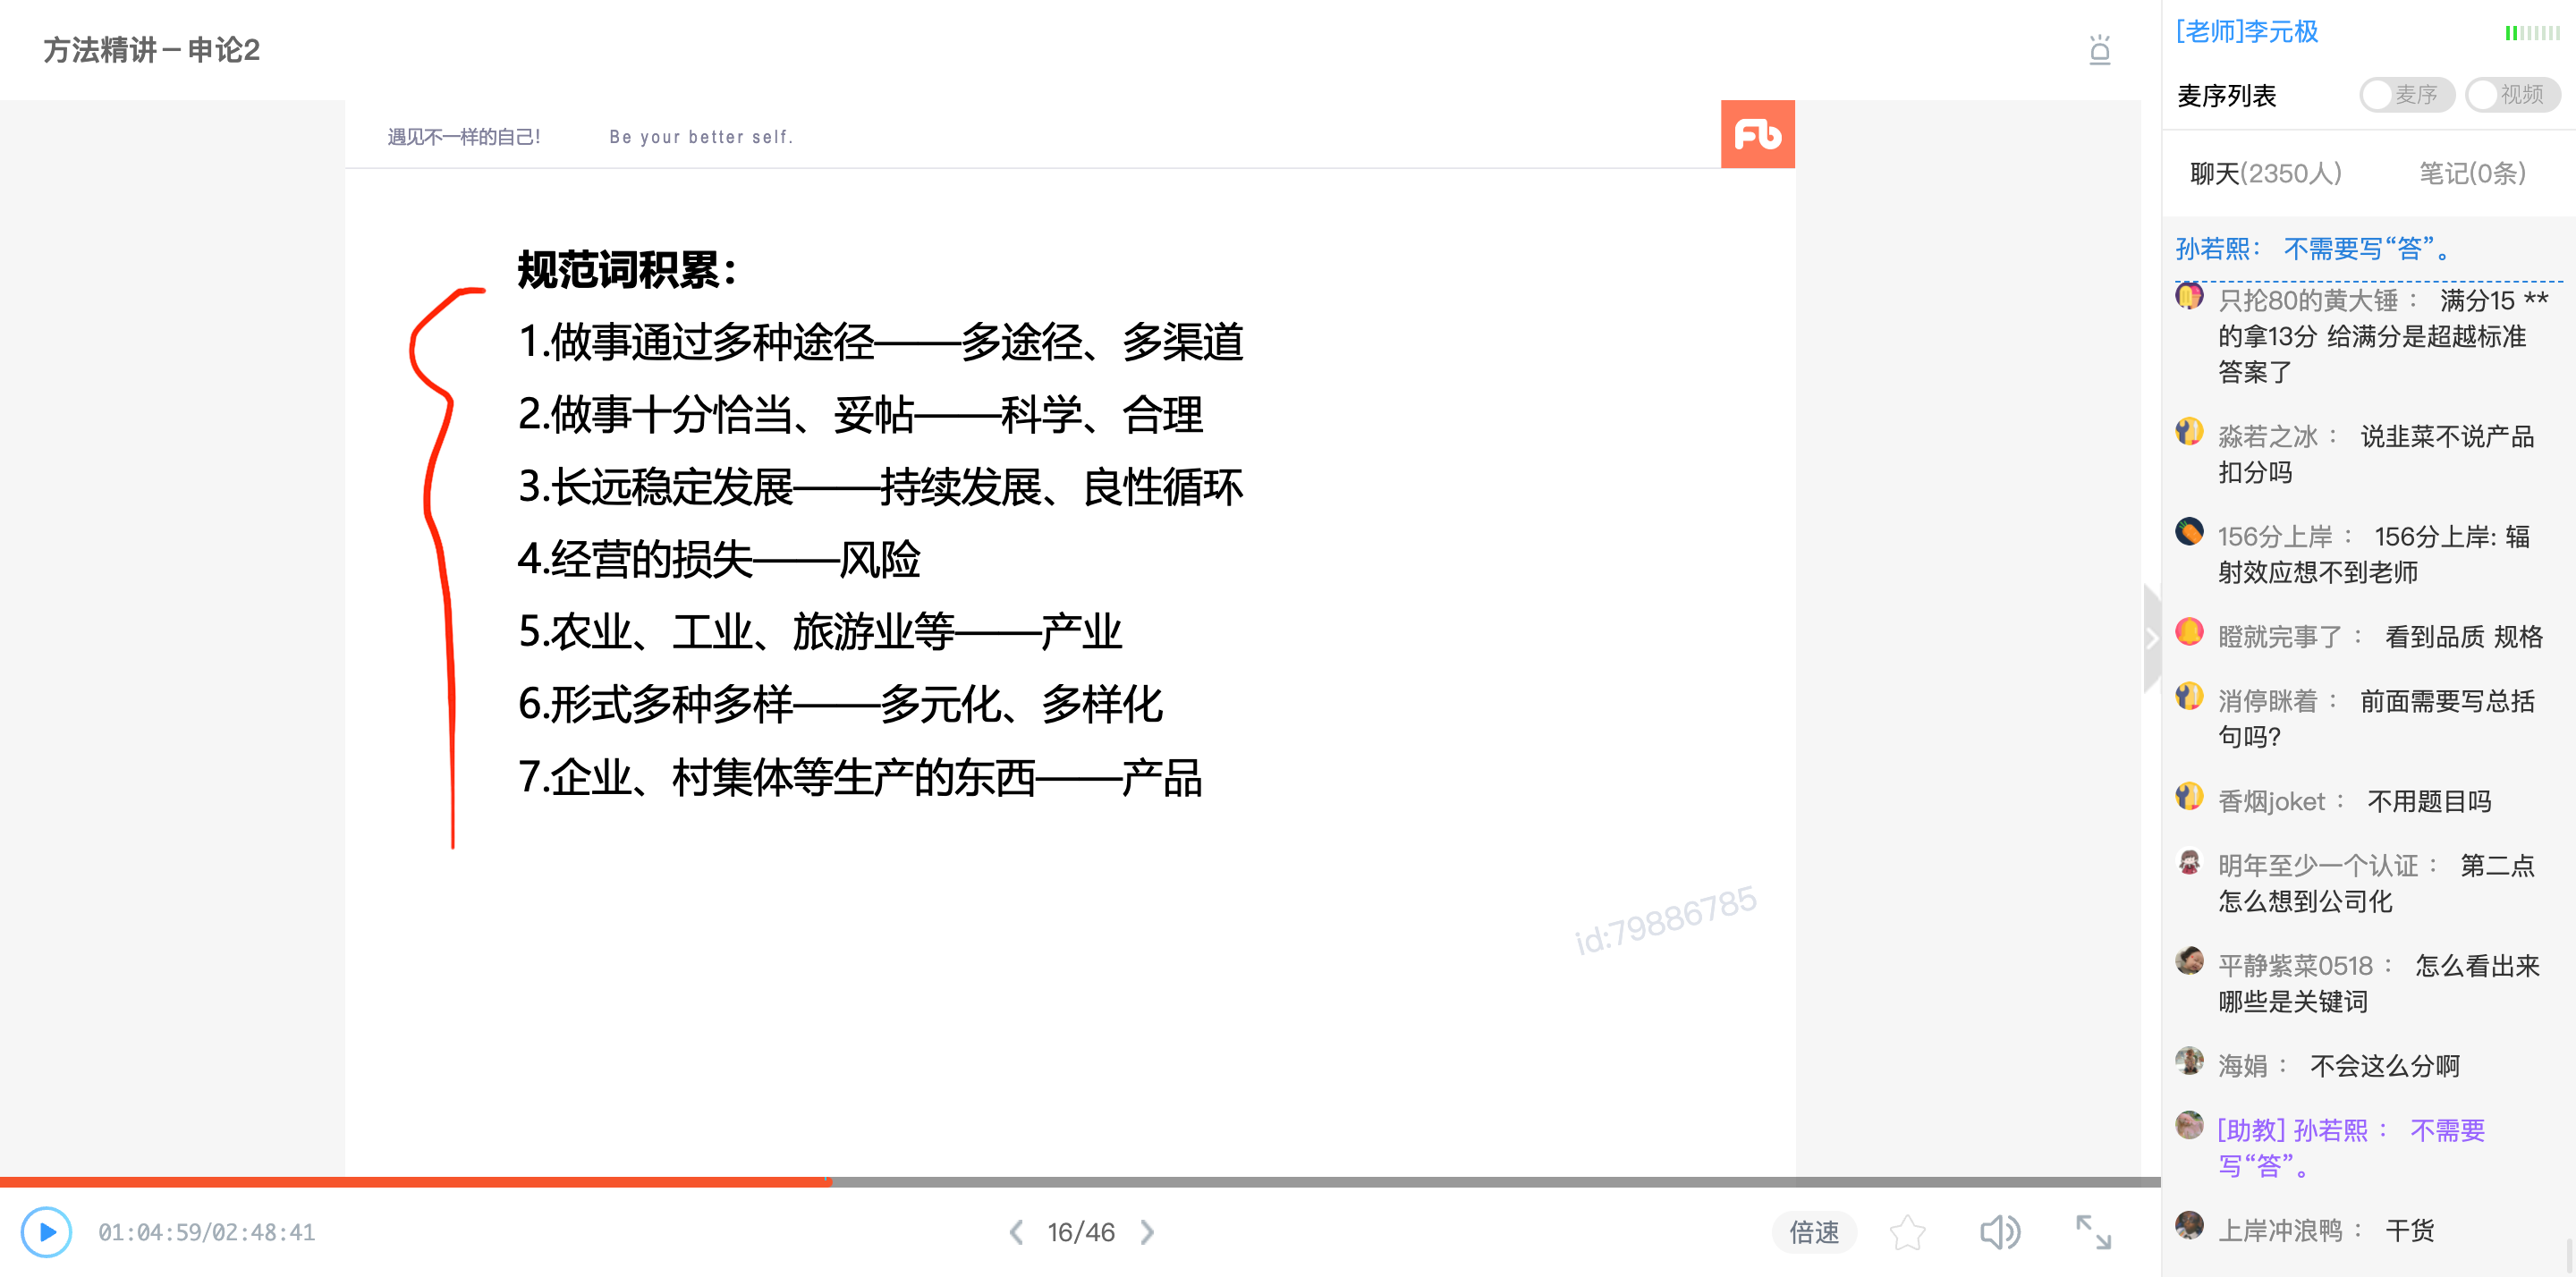 方法精讲－申论2
遇见不一样的自己！ Be your better self.
Fb
规范词积累：
1.做事通过多种途径——多途径、多渠道
2.做事十分恰当、妥帖——科学、合理
3.长远稳定发展——持续发展、良性循环
4.经营的损失——风险
5.农业、工业、旅游业等——产业
6.形式多种多样——多元化、多样化
7.企业、村集体等生产的东西——产品
id:79886785
01:04:59/02:48:41
16/46
倍速
[老师]李元极
麦序列表 麦序 视频
聊天(2350人) 笔记(0条)
孙若熙： 不需要写“答”。
只抡80的黄大锤： 满分15 **
的拿13分 给满分是超越标准
答案了
淼若之冰： 说韭菜不说产品
扣分吗
156分上岸： 156分上岸: 辐
射效应想不到老师
瞪就完事了： 看到品质 规格
消停眯着： 前面需要写总括
句吗?
香烟joket： 不用题目吗
明年至少一个认证： 第二点
怎么想到公司化
平静紫菜0518： 怎么看出来
哪些是关键词
海娟： 不会这么分啊
[助教] 孙若熙： 不需要
写“答”。
上岸冲浪鸭： 干货